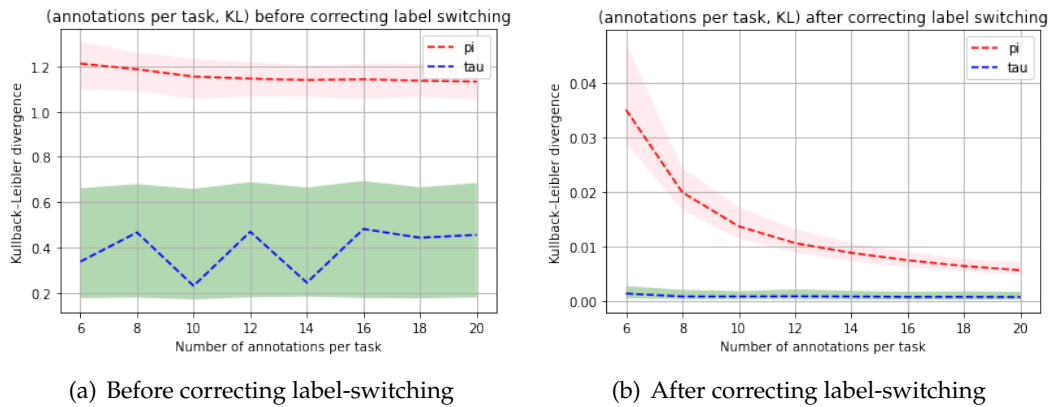 (annotations per task, KL) before correcting label switching
pi
tau
1.2
1.0
0.8
0.6
0.4
0.2
Kullback–Leibler divergence
6 8 10 12 14 16 18 20
Number of annotations per task
(a) Before correcting label-switching
(annotations per task, KL) after correcting label switching
pi
tau
0.04
0.03
0.02
0.01
0.00
Kullback–Leibler divergence
6 8 10 12 14 16 18 20
Number of annotations per task
(b) After correcting label-switching